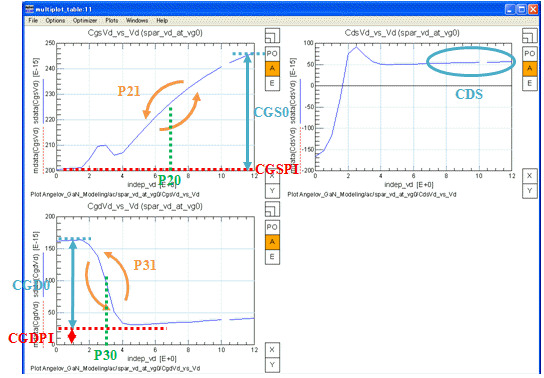 multiplot_table:11
File Options Optimizer Plots Windows Help
CgsVd_vs_Vd (spar_vd_at_vg0)
mdata(CgsVd) sdata(CgsVd) [E-15]
250
240
230
220
210
200
0 2 4 6 8 10 12
indep_vd [E+0]
Plot Angelov_GaN_Modeling/ac/spar_vd_at_vg0/CgsVd_vs_Vd
P21
P20
CGS0
CGSPI
PO
A
E
X
Y
CdsVd_vs_Vd (spar_vd_at_vg0)
mdata(CdsVd) sdata(CdsVd) [E-15]
100
50
0
-50
-100
-150
-200
0 2 4 6 8 10 12
indep_vd [E+0]
Plot Angelov_GaN_Modeling/ac/spar_vd_at_vg0/CdsVd_vs_Vd
CDS
PO
A
E
X
Y
CgdVd_vs_Vd (spar_vd_at_vg0)
mdata(CgdVd) sdata(CgdVd) [E-15]
200
150
100
50
0
0 2 4 6 8 10 12
indep_vd [E+0]
Plot Angelov_GaN_Modeling/ac/spar_vd_at_vg0/CgdVd_vs_Vd
P31
P30
CGD0
CGDPI
PO
A
E
X
Y